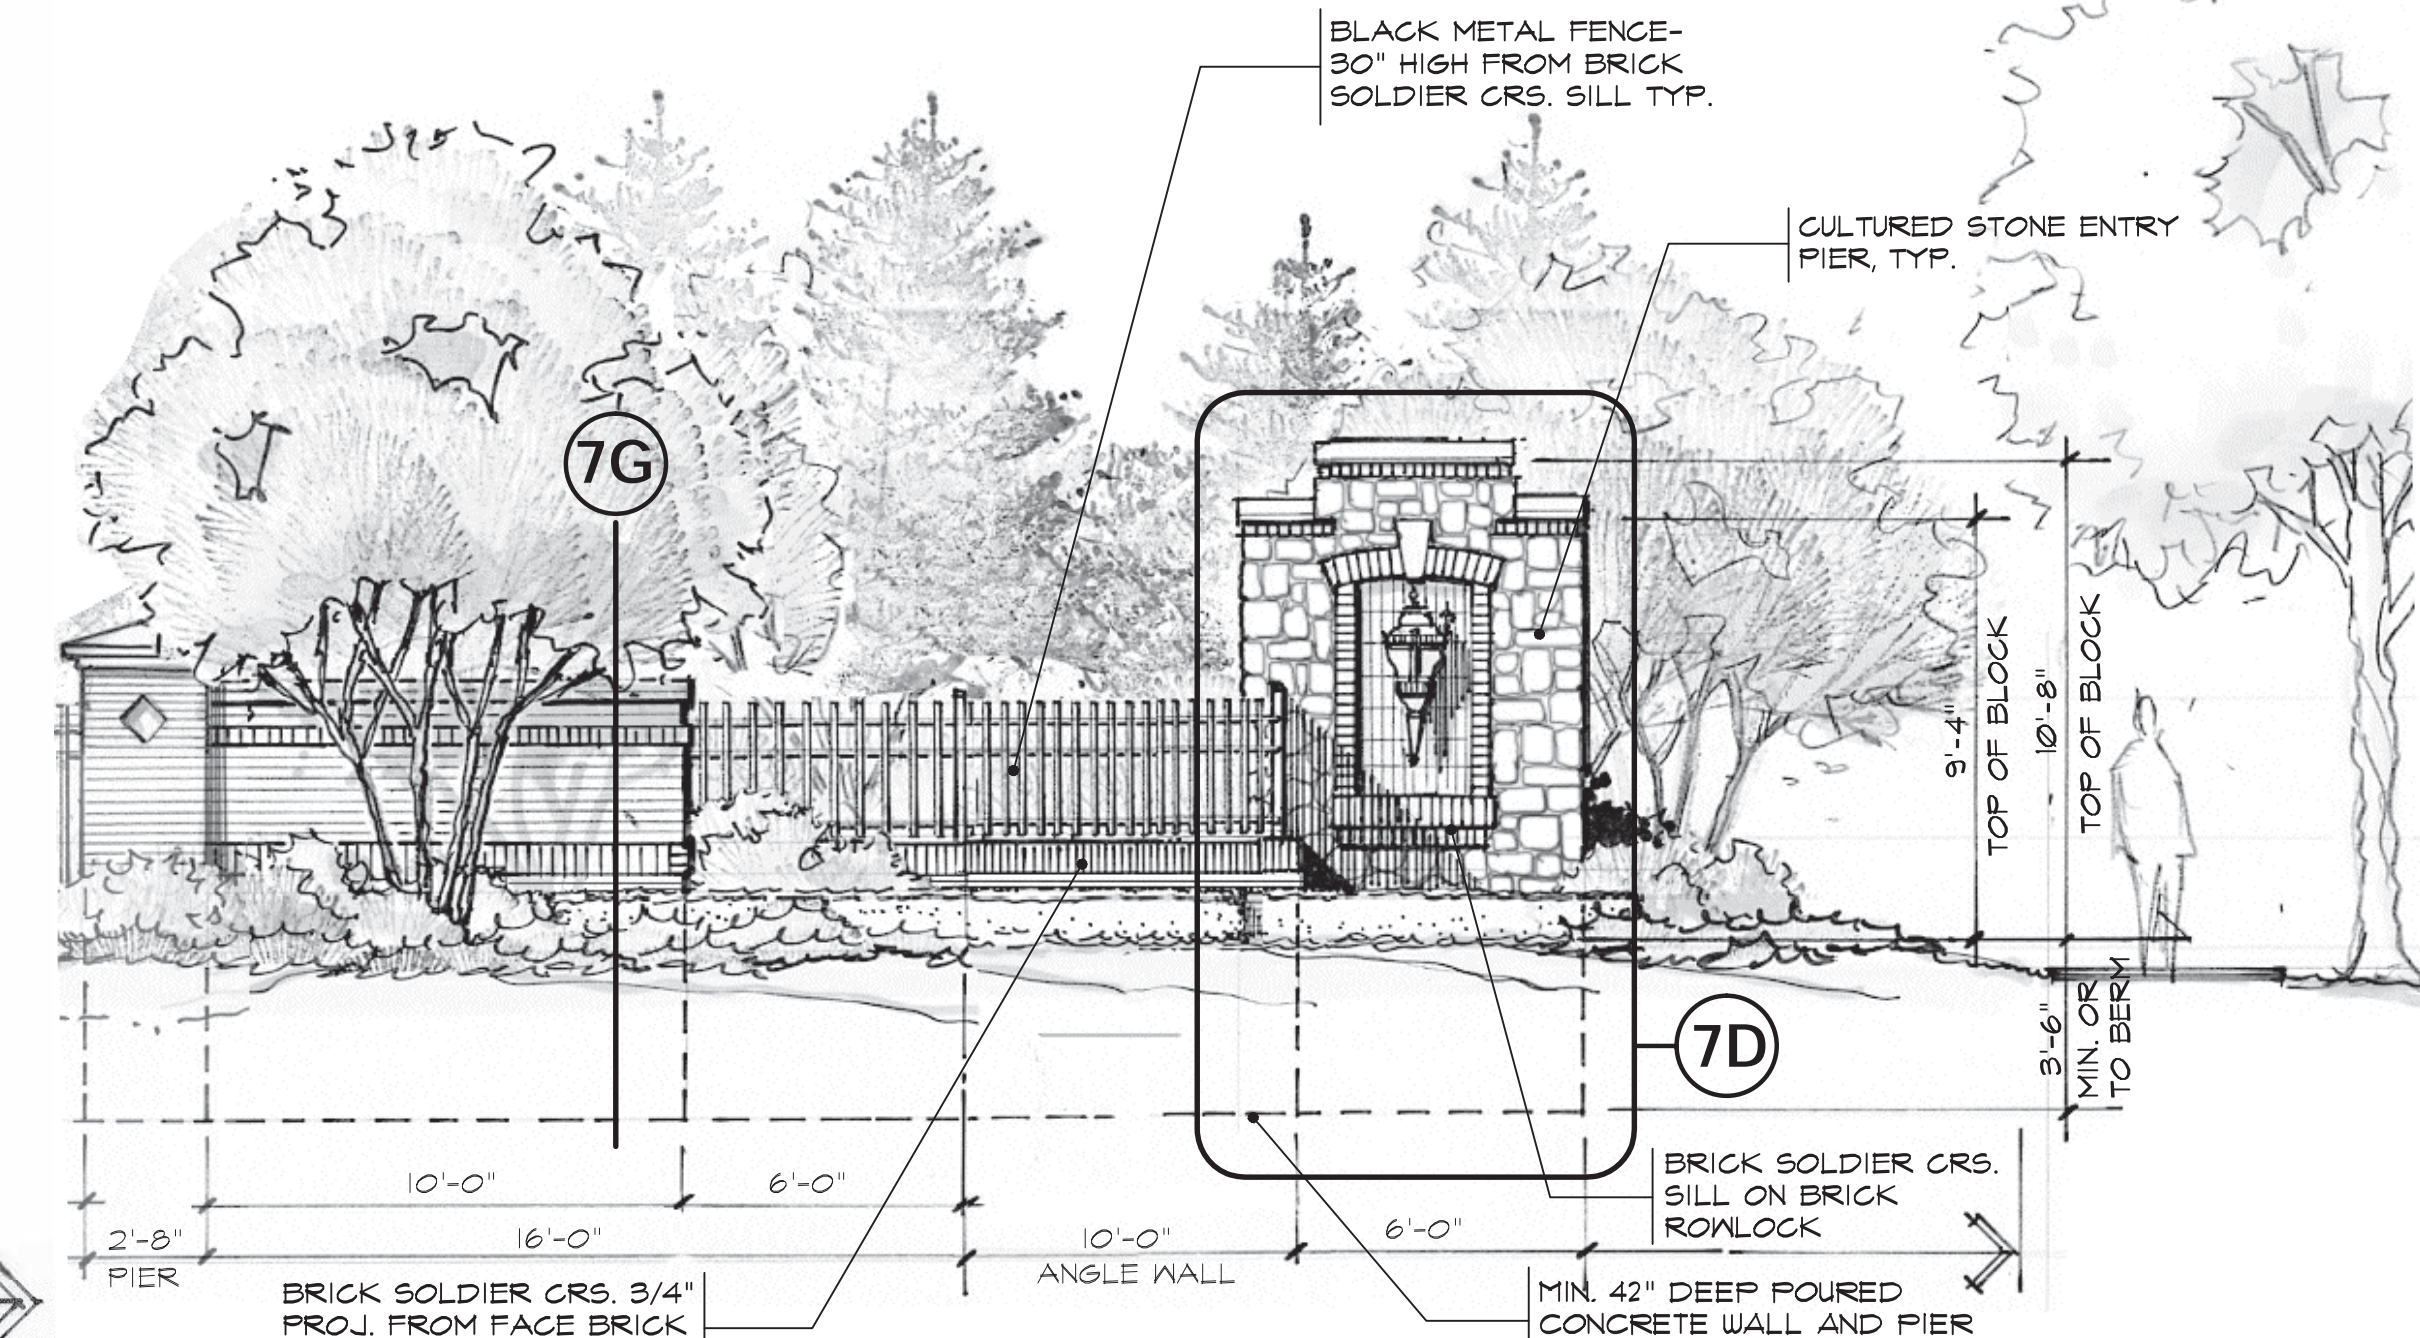 BLACK METAL FENCE-
30" HIGH FROM BRICK
SOLDIER CRS. SILL TYP.
CULTURED STONE ENTRY
PIER, TYP.
7G
9'-4"
TOP OF BLOCK
10'-8"
TOP OF BLOCK
3'-6"
MIN. OR
TO BERM
7D
10'-0"
6'-0"
2'-8"
PIER
16'-0"
10'-0"
ANGLE WALL
6'-0"
BRICK SOLDIER CRS.
SILL ON BRICK
ROWLOCK
BRICK SOLDIER CRS. 3/4"
PROJ. FROM FACE BRICK
MIN. 42" DEEP POURED
CONCRETE WALL AND PIER